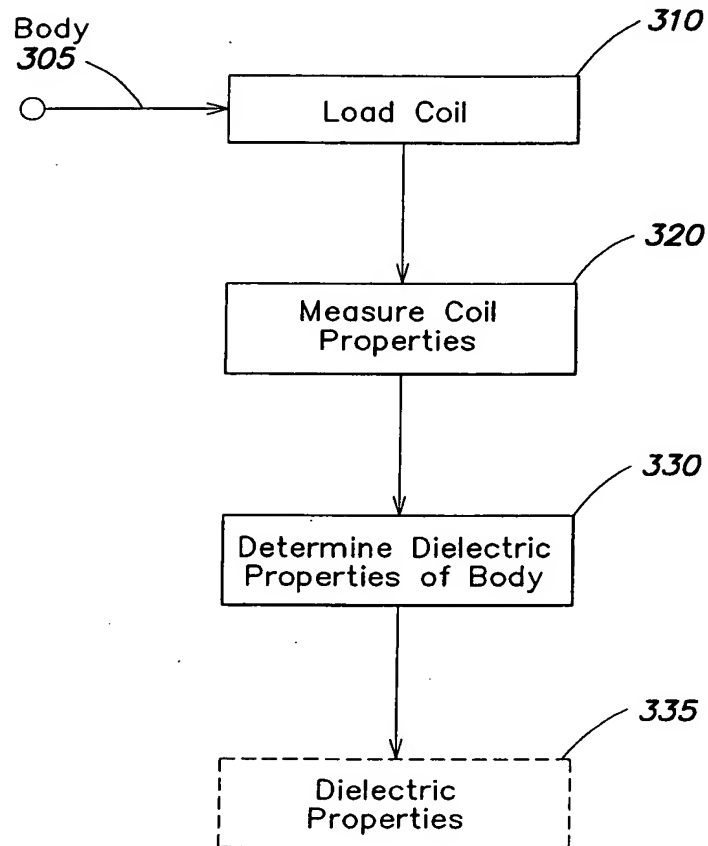 Body
305
310
Load Coil
320
Measure Coil
Properties
330
Determine Dielectric
Properties of Body
335
Dielectric
Properties